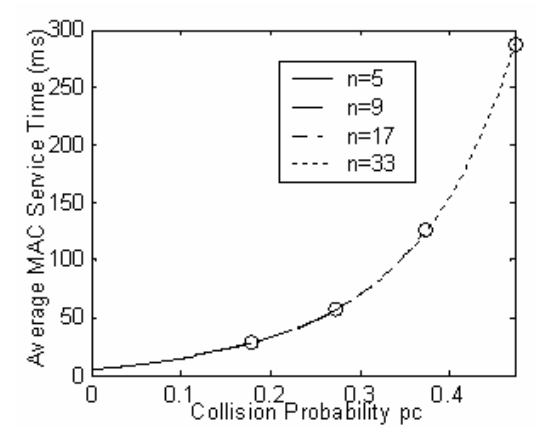 Average MAC Service Time (ms)
300
250
200
150
100
50
0
n=5
n=9
n=17
n=33
0 0.1 0.2 0.3 0.4
Collision Probability pc